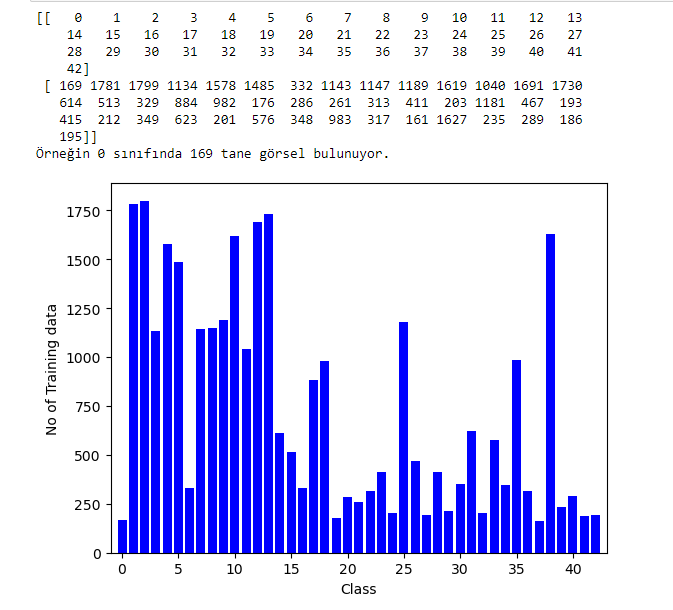 [[   0    1    2    3    4    5    6    7    8    9   10   11   12   13
    14   15   16   17   18   19   20   21   22   23   24   25   26   27
    28   29   30   31   32   33   34   35   36   37   38   39   40   41
    42]
 [ 169 1781 1799 1134 1578 1485  332 1143 1147 1189 1619 1040 1691 1730
   614  513  329  884  982  176  286  261  313  411  203 1181  467  193
   415  212  349  623  201  576  348  983  317  161 1627  235  289  186
   195]]
Örneğin 0 sınıfında 169 tane görsel bulunuyor.
1750
1500
1250
1000
750
500
250
0
No of Training data
0 5 10 15 20 25 30 35 40
Class